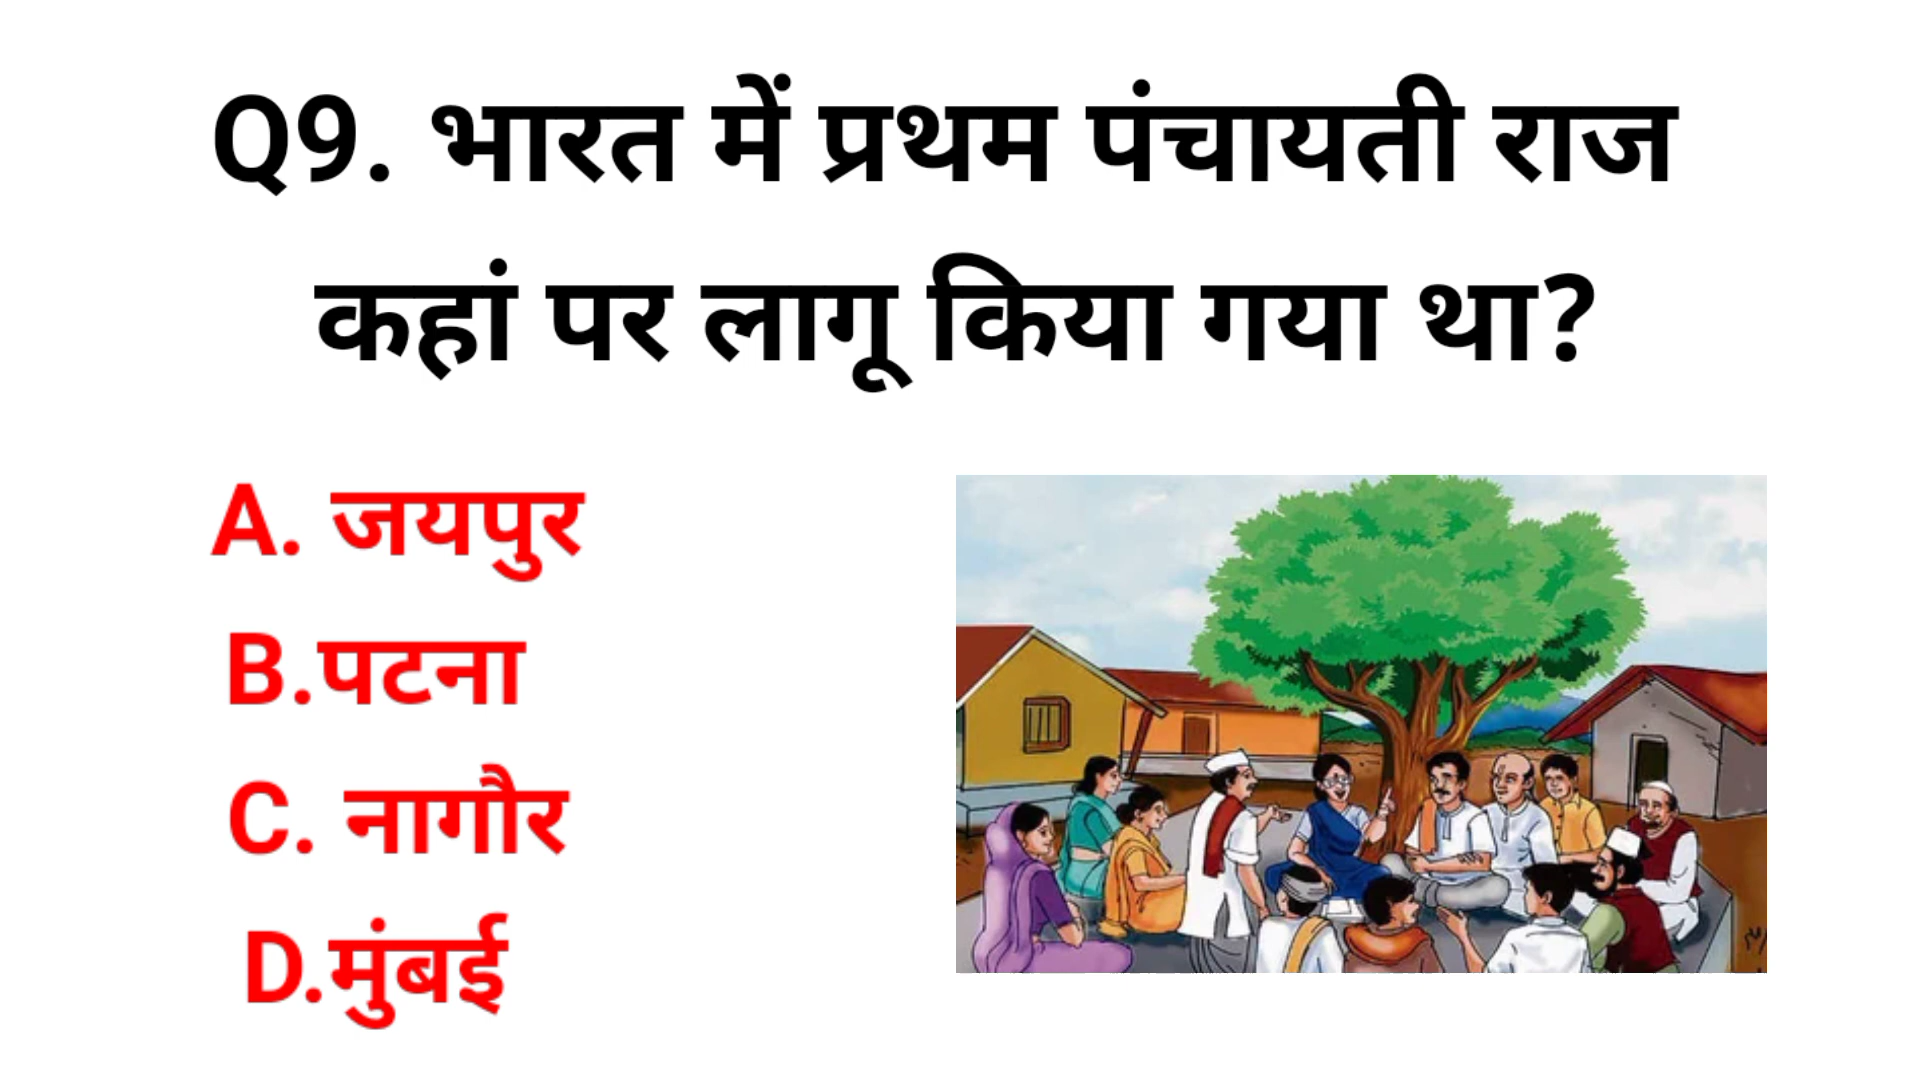 Q9. भारत में प्रथम पंचायती राज
कहां पर लागू किया गया था?
A. जयपुर
B.पटना
C. नागौर
D.मुंबई